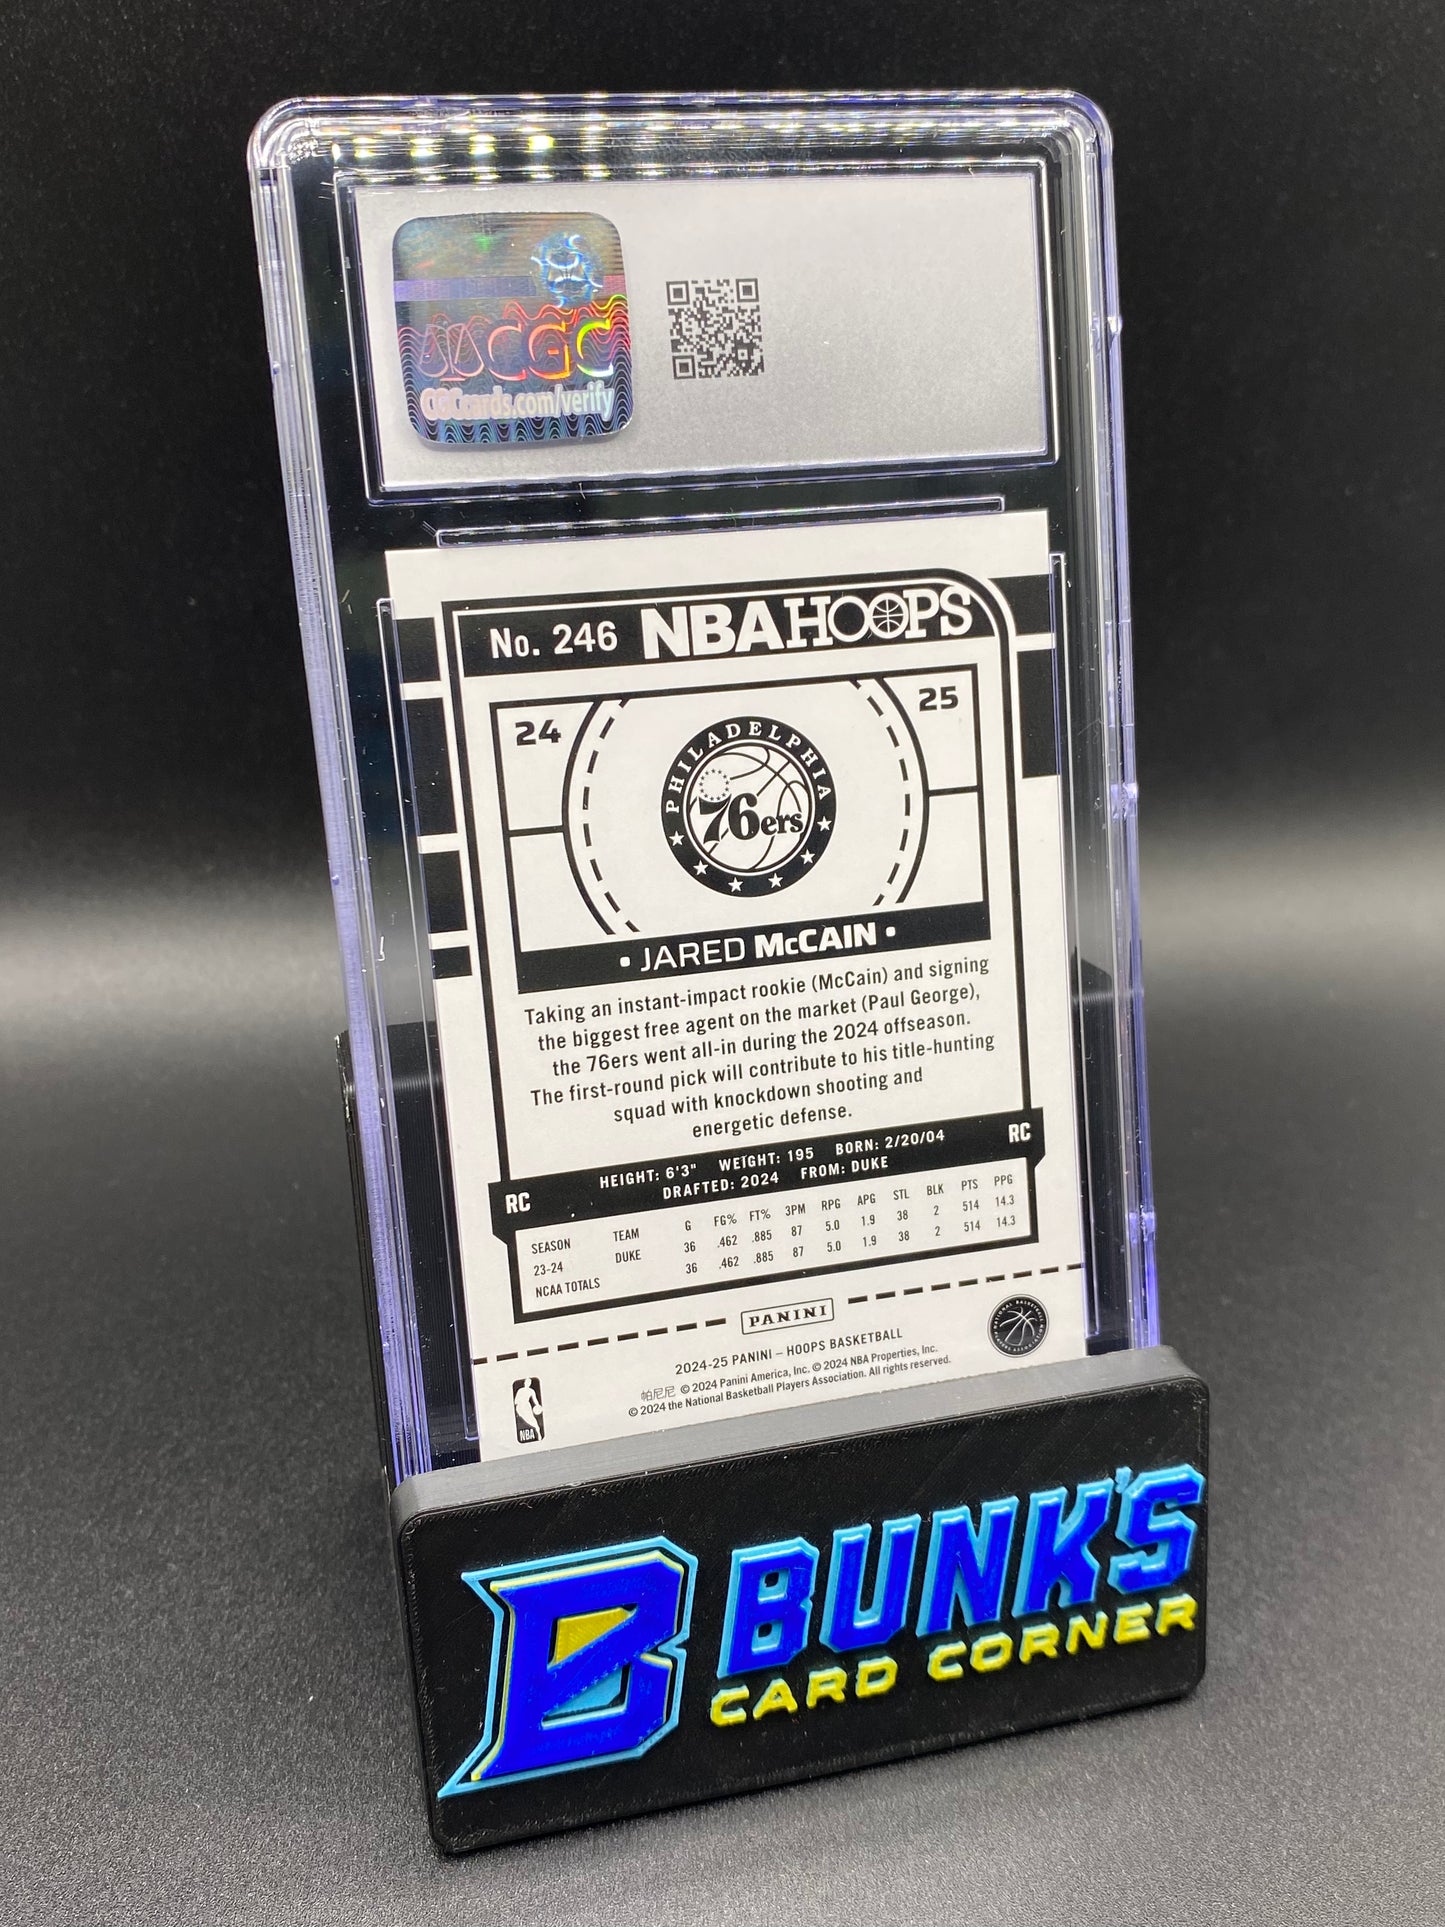 CGC
CGCcards.com/verify
No. 246 NBA HOOPS
24
25
PHILADELPHIA
76ers
• JARED McCAIN •
Taking an instant-impact rookie (McCain) and signing
the biggest free agent on the market (Paul George),
the 76ers went all-in during the 2024 offseason.
The first-round pick will contribute to his title-hunting
squad with knockdown shooting and
energetic defense.
HEIGHT: 6'3" WEIGHT: 195 BORN: 2/20/04
DRAFTED: 2024 FROM: DUKE
RC
RC
SEASON TEAM G FG% FT% 3PM RPG APG STL BLK PTS PPG
23-24 DUKE 36 .462 .885 87 5.0 1.9 38 2 514 14.3
NCAA TOTALS 36 .462 .885 87 5.0 1.9 38 2 514 14.3
PANINI
2024-25 PANINI – HOOPS BASKETBALL
帕尼尼 © 2024 Panini America, Inc. © 2024 NBA Properties, Inc.
© 2024 the National Basketball Players Association. All rights reserved.
NBA
NATIONAL BASKETBALL PLAYERS ASSOCIATION
B BUNK'S
CARD CORNER